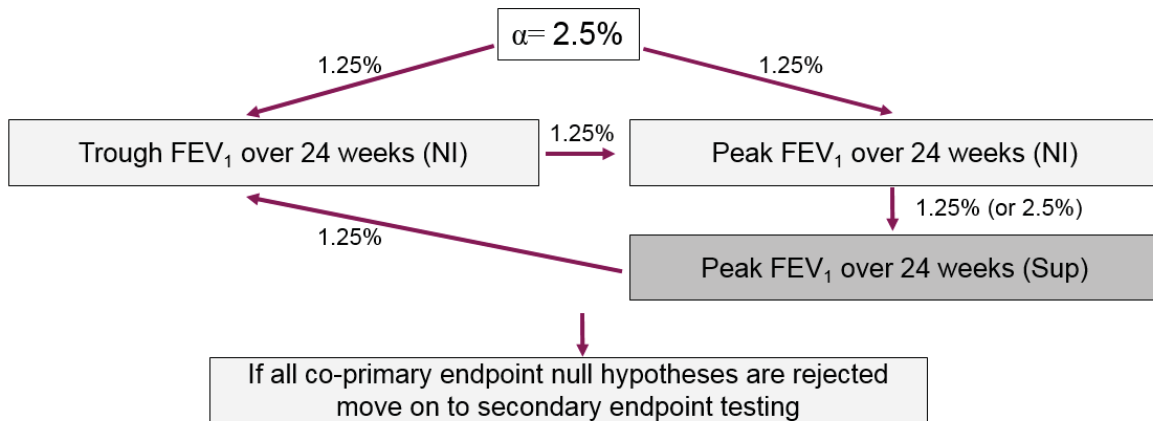 α= 2.5%
1.25%
1.25%
Trough FEV₁ over 24 weeks (NI)
1.25%
Peak FEV₁ over 24 weeks (NI)
1.25% (or 2.5%)
1.25%
Peak FEV₁ over 24 weeks (Sup)
If all co-primary endpoint null hypotheses are rejected
move on to secondary endpoint testing